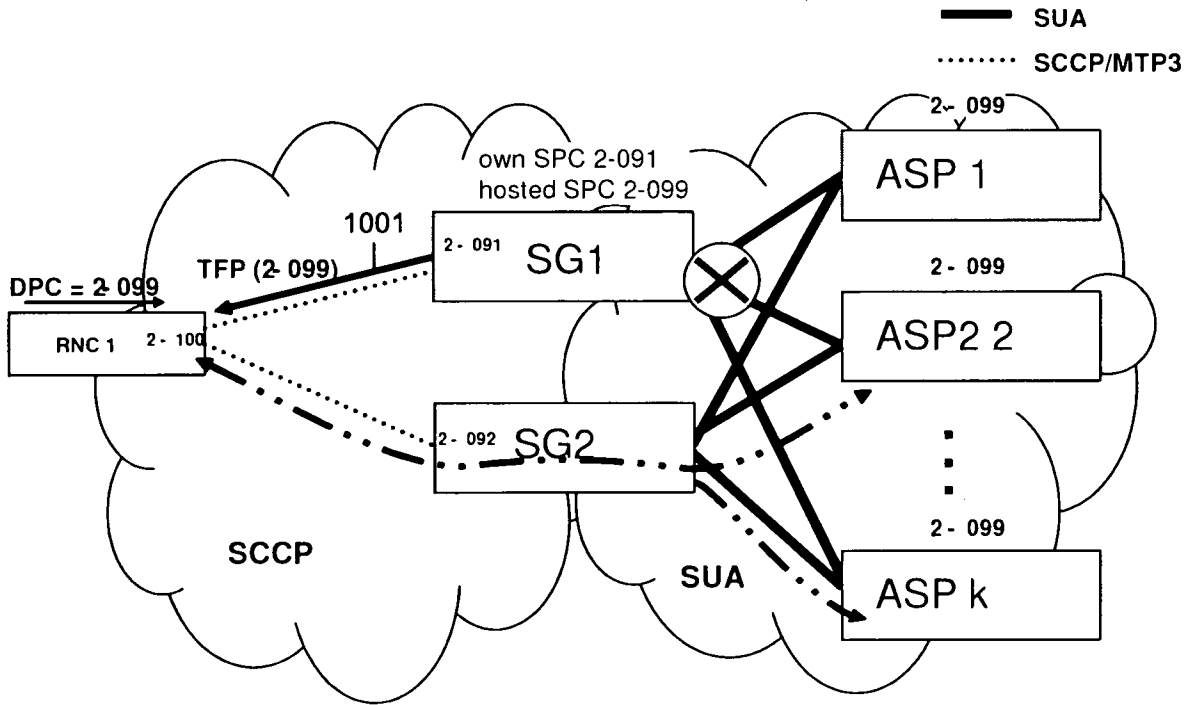 SUA
SCCP/MTP3
2- 099
own SPC 2-091
hosted SPC 2-099
ASP 1
1001
2- 091
SG1
TFP (2- 099)
2- 099
DPC = 2- 099
RNC 1
2- 100
ASP2 2
2- 092
SG2
2- 099
SCCP
SUA
ASP k